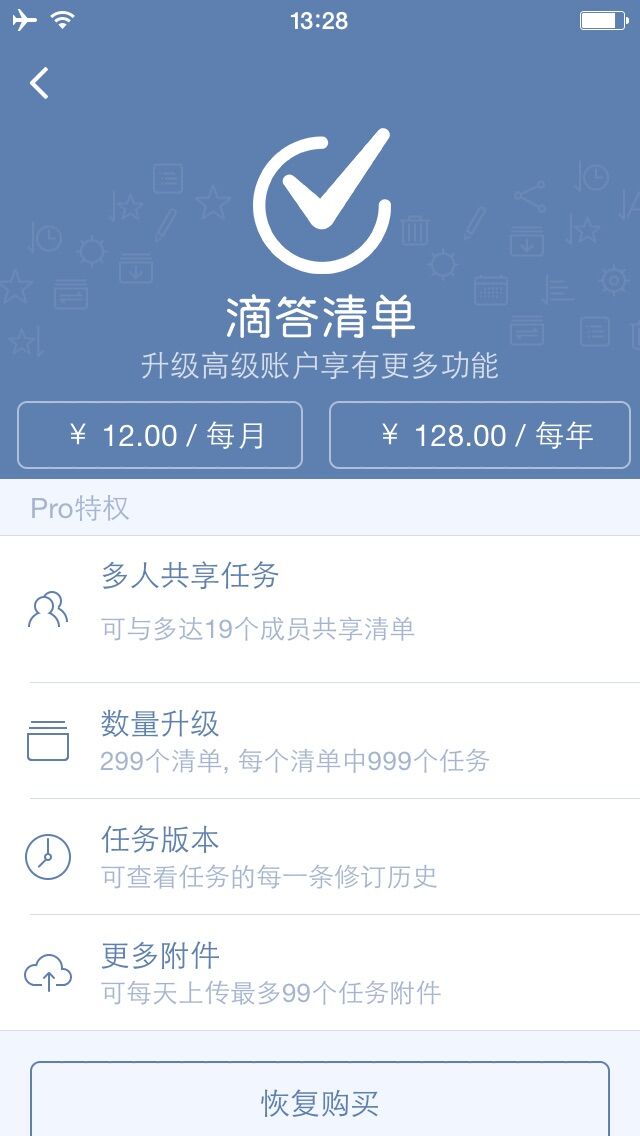 13:28
滴答清单
升级高级账户享有更多功能
¥ 12.00 / 每月
¥ 128.00 / 每年
Pro特权
多人共享任务
可与多达19个成员共享清单
数量升级
299个清单, 每个清单中999个任务
任务版本
可查看任务的每一条修订历史
更多附件
可每天上传最多99个任务附件
恢复购买